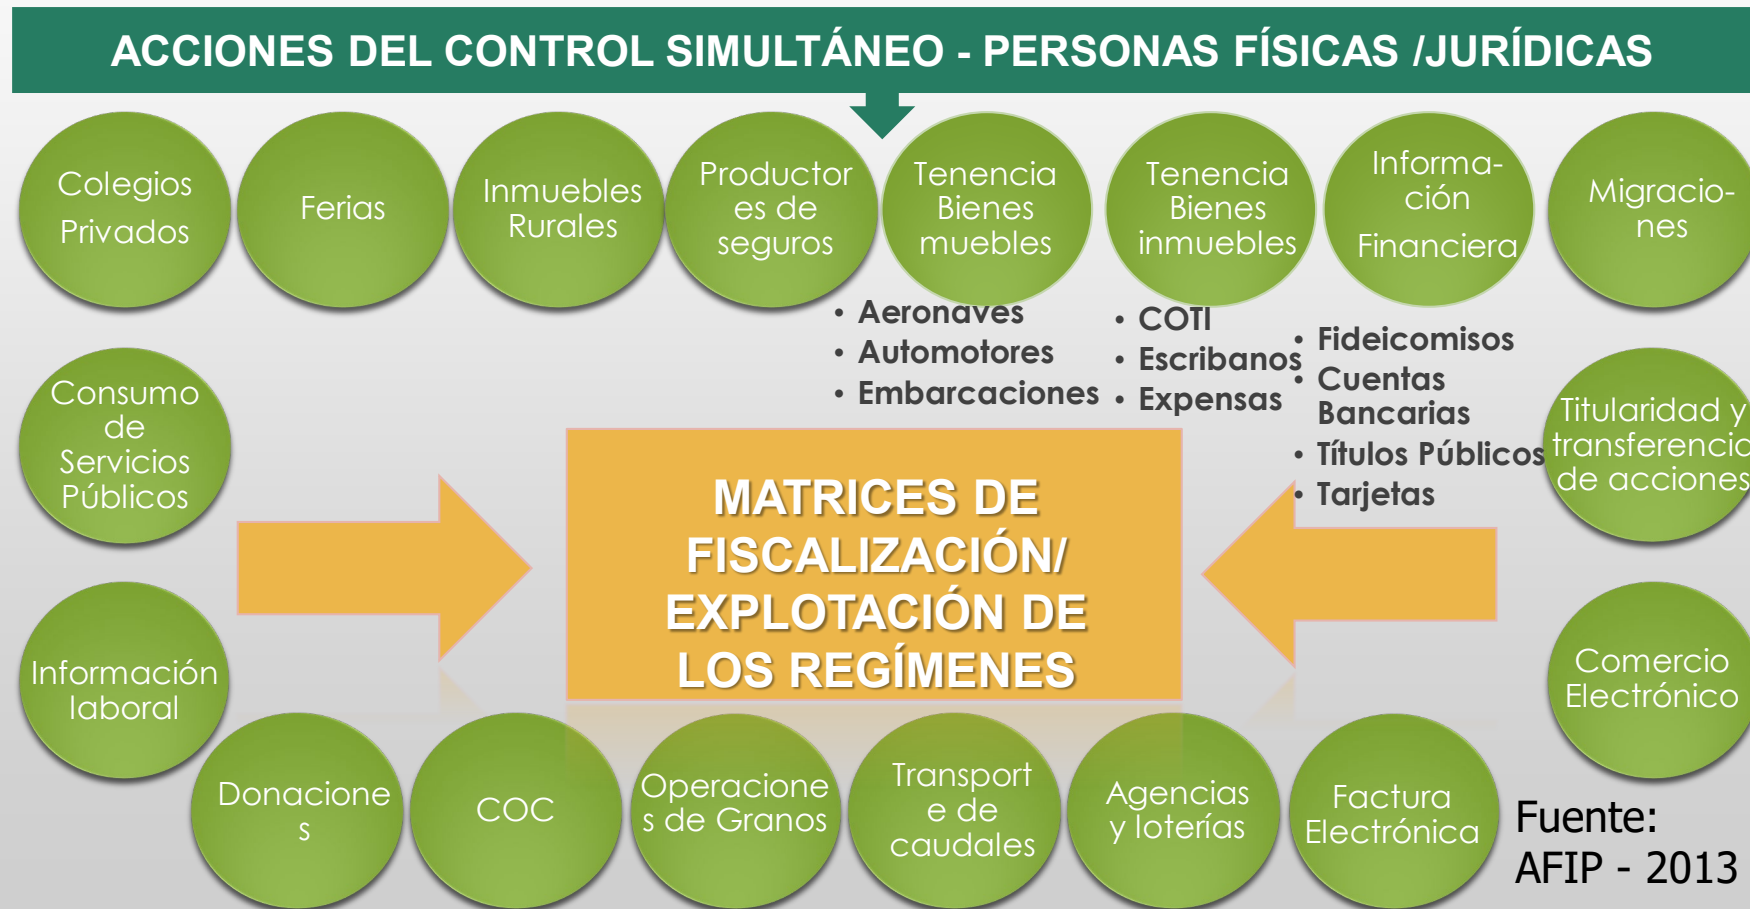 ACCIONES DEL CONTROL SIMULTÁNEO - PERSONAS FÍSICAS /JURÍDICAS
Colegios
Privados
Ferias
Inmuebles
Rurales
Productor
es de
seguros
Tenencia
Bienes
muebles
Tenencia
Bienes
inmuebles
Informa-
ción
Financiera
Migracio-
nes
• Aeronaves
• Automotores
• Embarcaciones
• COTI
• Escribanos
• Expensas
• Fideicomisos
• Cuentas
Bancarias
• Títulos Públicos
• Tarjetas
Consumo
de
Servicios
Públicos
Titularidad y
transferencia
de acciones
MATRICES DE
FISCALIZACIÓN/
EXPLOTACIÓN DE
LOS REGÍMENES
Información
laboral
Comercio
Electrónico
Donacione
s
COC
Operacione
s de Granos
Transport
e de
caudales
Agencias
y loterías
Factura
Electrónica
Fuente:
AFIP - 2013